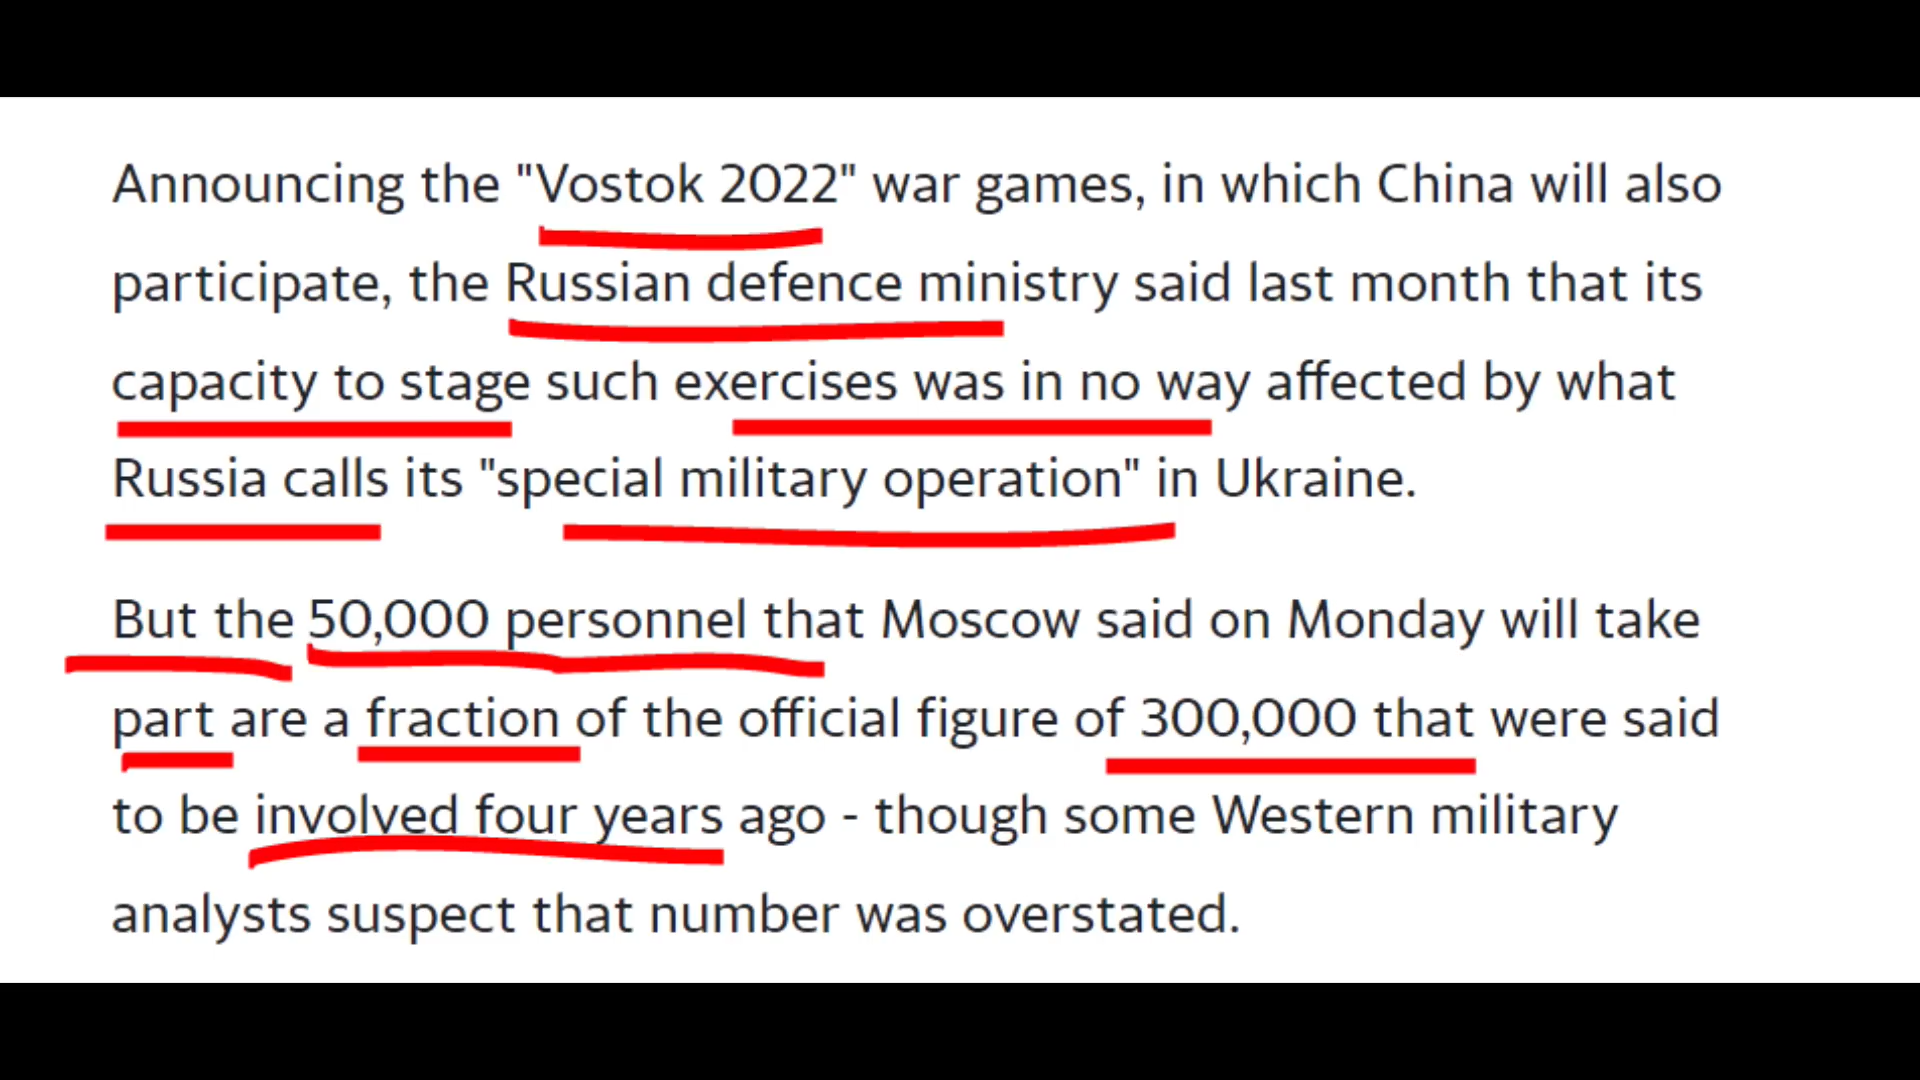 Announcing the "Vostok 2022" war games, in which China will also
participate, the Russian defence ministry said last month that its
capacity to stage such exercises was in no way affected by what
Russia calls its "special military operation" in Ukraine.
But the 50,000 personnel that Moscow said on Monday will take
part are a fraction of the official figure of 300,000 that were said
to be involved four years ago - though some Western military
analysts suspect that number was overstated.